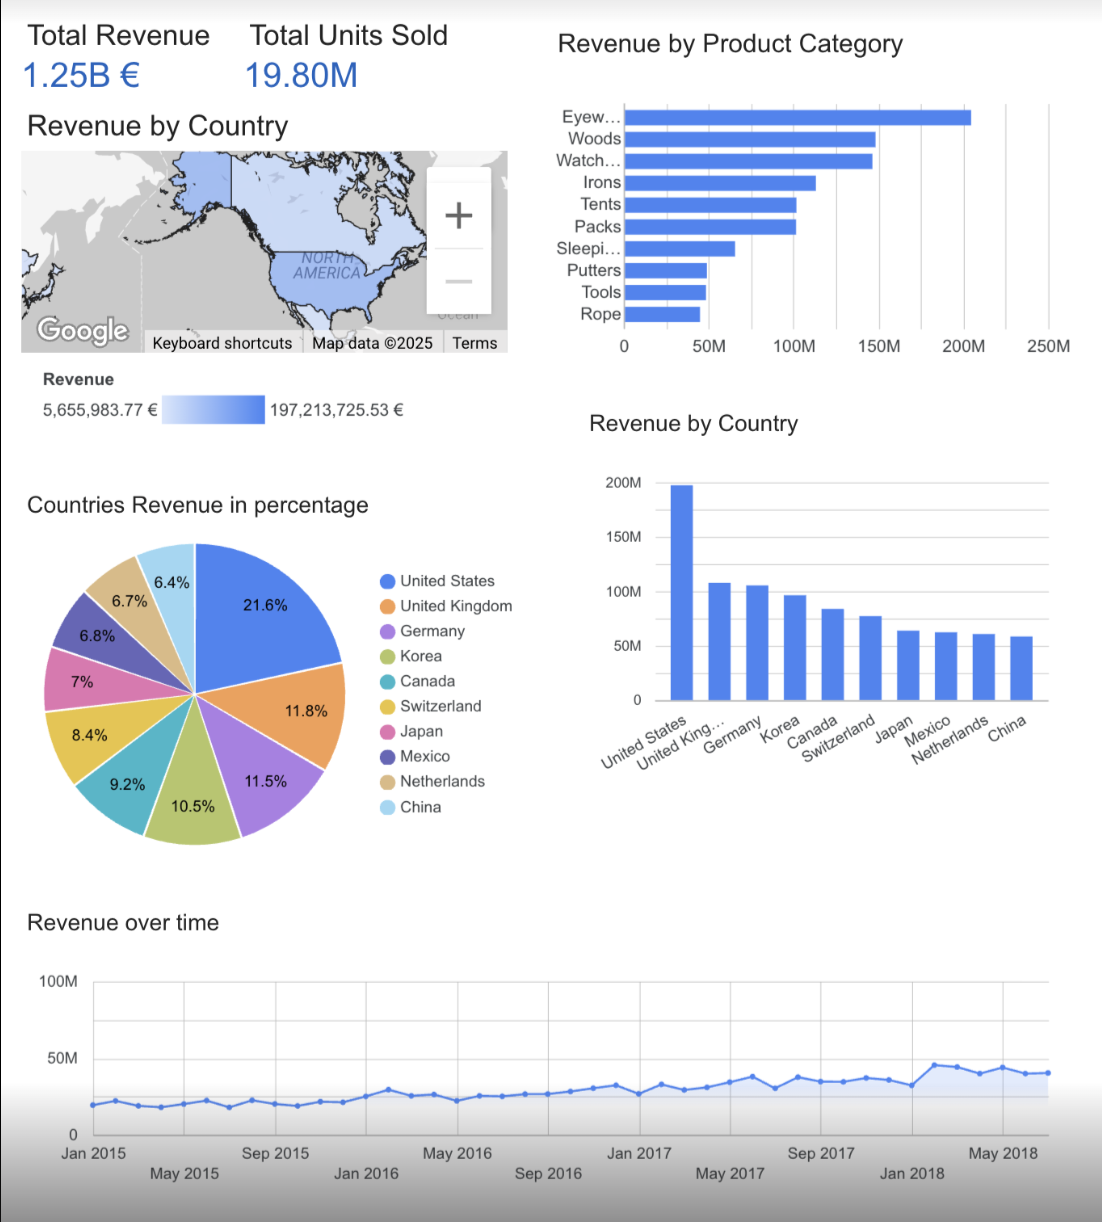 Total Revenue
1.25B €
Total Units Sold
19.80M
Revenue by Country
NORTH
AMERICA
Ocean
+
−
Google
Keyboard shortcuts
Map data ©2025
Terms
Revenue
5,655,983.77 €
197,213,725.53 €
Revenue by Product Category
Eyew...
Woods
Watch...
Irons
Tents
Packs
Sleepi...
Putters
Tools
Rope
0 50M 100M 150M 200M 250M
Revenue by Country
200M
150M
100M
50M
0
United States
United King...
Germany
Korea
Canada
Switzerland
Japan
Mexico
Netherlands
China
Countries Revenue in percentage
21.6%
11.8%
11.5%
10.5%
9.2%
8.4%
7%
6.8%
6.7%
6.4%
United States
United Kingdom
Germany
Korea
Canada
Switzerland
Japan
Mexico
Netherlands
China
Revenue over time
100M
50M
0
Jan 2015
May 2015
Sep 2015
Jan 2016
May 2016
Sep 2016
Jan 2017
May 2017
Sep 2017
Jan 2018
May 2018